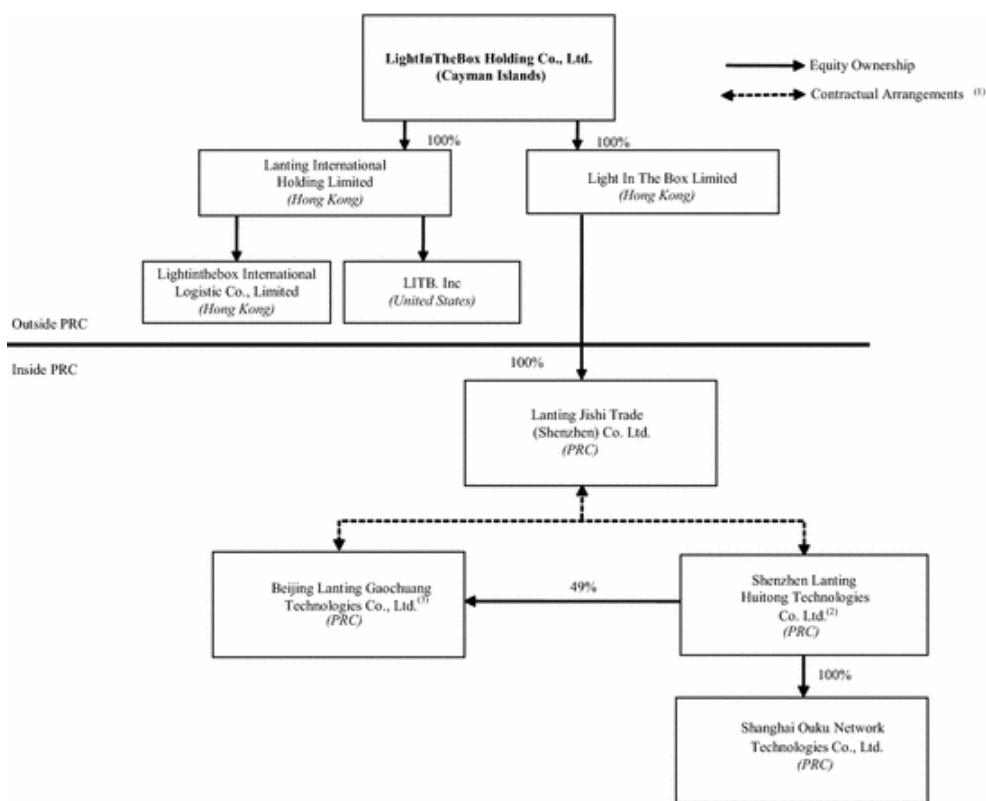 LightInTheBox Holding Co., Ltd.
(Cayman Islands)
Equity Ownership
Contractual Arrangements (1)
100%
100%
Lanting International
Holding Limited
(Hong Kong)
Light In The Box Limited
(Hong Kong)
Lightinthebox International
Logistic Co., Limited
(Hong Kong)
LITB. Inc
(United States)
Outside PRC
Inside PRC
100%
Lanting Jishi Trade
(Shenzhen) Co. Ltd.
(PRC)
Beijing Lanting Gaochuang
Technologies Co., Ltd.(3)
(PRC)
49%
Shenzhen Lanting
Huitong Technologies
Co. Ltd.(2)
(PRC)
100%
Shanghai Ouku Network
Technologies Co., Ltd.
(PRC)